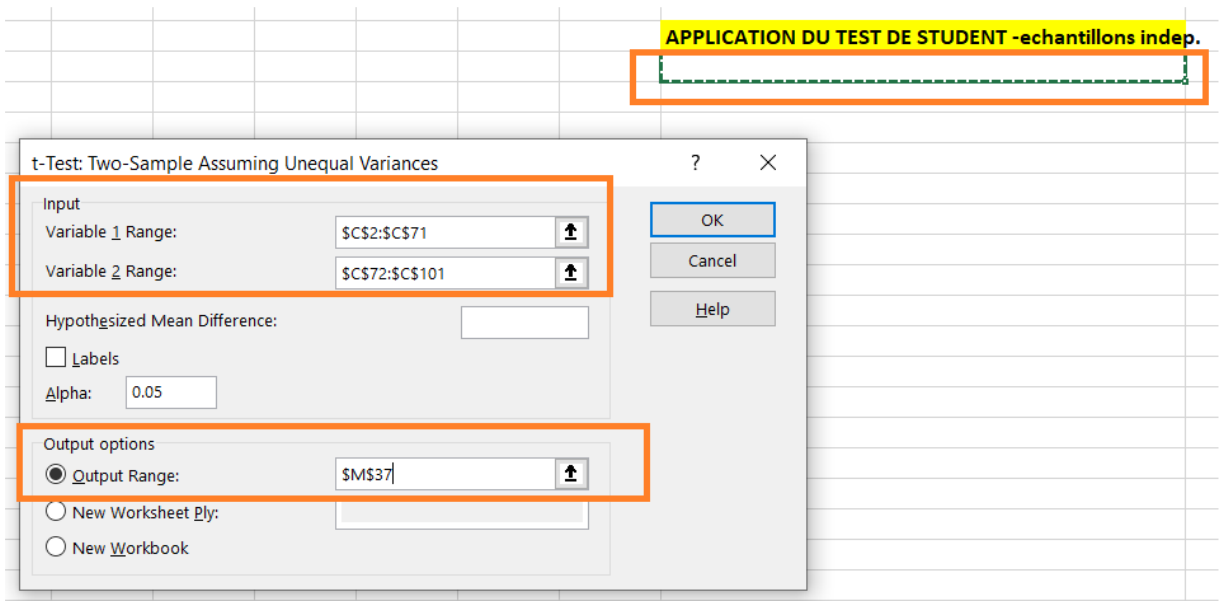 APPLICATION DU TEST DE STUDENT -echantillons indep.
t-Test: Two-Sample Assuming Unequal Variances ?
Input
Variable 1 Range: $C$2:$C$71
Variable 2 Range: $C$72:$C$101
Hypothesized Mean Difference:
Labels
Alpha: 0.05
OK
Cancel
Help
Output options
Output Range: $M$37
New Worksheet Ply:
New Workbook